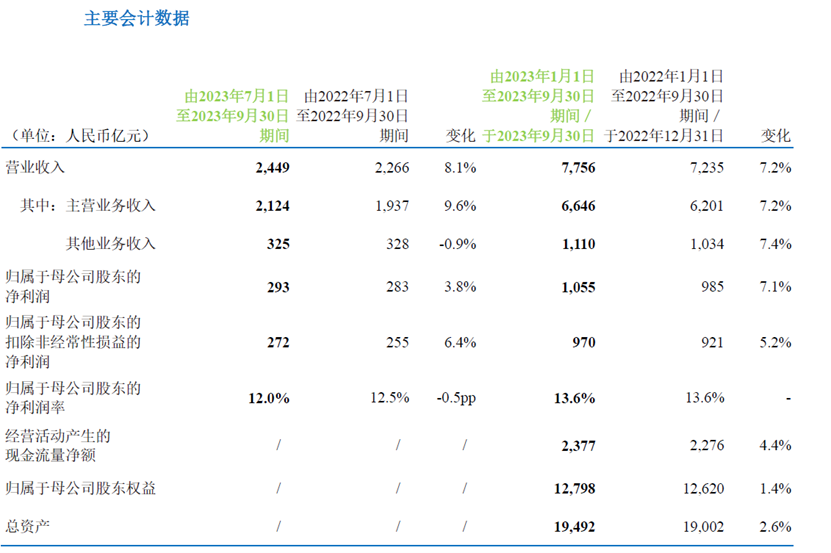 主要会计数据
由2023年7月1日 由2022年7月1日 由2023年1月1日 由2022年1月1日
至2023年9月30日 至2022年9月30日 至2023年9月30日 至2022年9月30日
期间 / 期间 /
(单位：人民币亿元) 期间 期间 变化 于2023年9月30日 于2022年12月31日 变化
营业收入 2,449 2,266 8.1% 7,756 7,235 7.2%
其中：主营业务收入 2,124 1,937 9.6% 6,646 6,201 7.2%
其他业务收入 325 328 -0.9% 1,110 1,034 7.4%
归属于母公司股东的
净利润 293 283 3.8% 1,055 985 7.1%
归属于母公司股东的
扣除非经常性损益的
净利润 272 255 6.4% 970 921 5.2%
归属于母公司股东的
净利润率 12.0% 12.5% -0.5pp 13.6% 13.6% -
经营活动产生的
现金流量净额 / / / 2,377 2,276 4.4%
归属于母公司股东权益 / / / 12,798 12,620 1.4%
总资产 / / / 19,492 19,002 2.6%